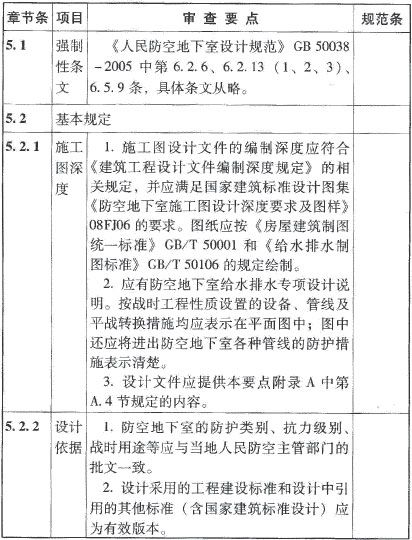 章节条 项目 审查要点 规范条
5.1 强制 《人民防空地下室设计规范》GB 50038
性条 -2005 中第 6.2.6、6.2.13（1、2、3）、
文 6.5.9 条，具体条文从略。
5.2 基本规定
5.2.1 施工 1. 施工图设计文件的编制深度应符合
图深 《建筑工程设计文件编制深度规定》的相
度 关规定，并应满足国家建筑标准设计图集
《防空地下室施工图设计深度要求及图样》
08FJ06 的要求。图纸应按《房屋建筑制图
统一标准》GB/T 50001 和《给水排水制
图标准》GB/T 50106 的规定绘制。
2. 应有防空地下室给水排水专项设计说
明。按战时工程性质设置的设备、管线及
平战转换措施均应表示在平面图中；图中
还应将进出防空地下室各种管线的防护措
施表示清楚。
3. 设计文件应提供本要点附录 A 中第
A.4 节规定的内容。
5.2.2 设计 1. 防空地下室的防护类别、抗力级别、
依据 战时用途等应与当地人民防空主管部门的
批文一致。
2. 设计采用的工程建设标准和设计中引
用的其他标准（含国家建筑标准设计）应
为有效版本。